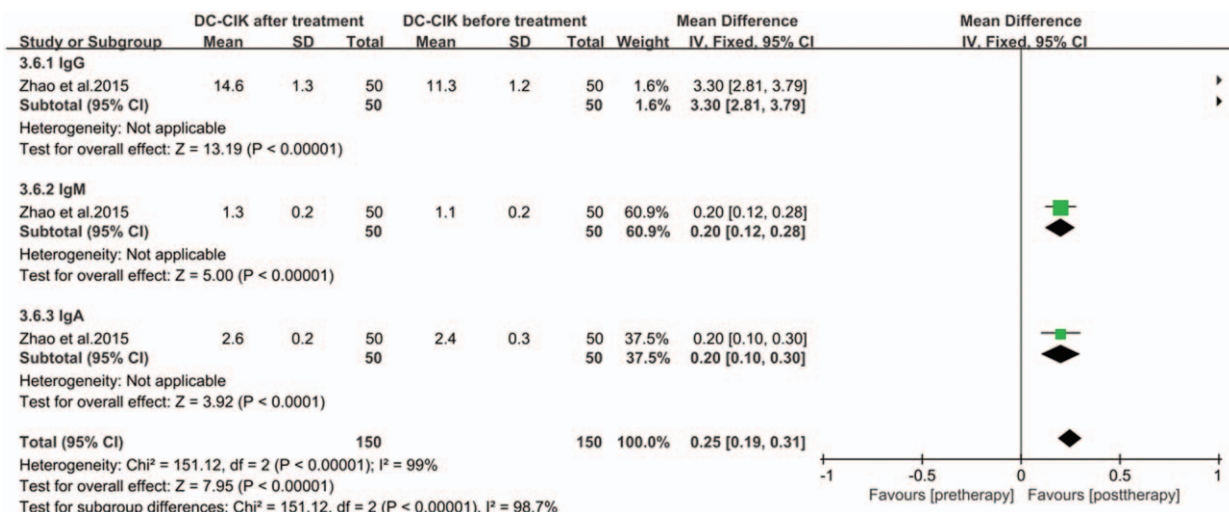 DC-CIK after treatment DC-CIK before treatment Mean Difference Mean Difference
Study or Subgroup Mean SD Total Mean SD Total Weight IV, Fixed, 95% CI IV, Fixed, 95% CI
3.6.1 IgG
Zhao et al.2015 14.6 1.3 50 11.3 1.2 50 1.6% 3.30 [2.81, 3.79]
Subtotal (95% CI) 50 50 1.6% 3.30 [2.81, 3.79]
Heterogeneity: Not applicable
Test for overall effect: Z = 13.19 (P < 0.00001)
3.6.2 IgM
Zhao et al.2015 1.3 0.2 50 1.1 0.2 50 60.9% 0.20 [0.12, 0.28]
Subtotal (95% CI) 50 50 60.9% 0.20 [0.12, 0.28]
Heterogeneity: Not applicable
Test for overall effect: Z = 5.00 (P < 0.00001)
3.6.3 IgA
Zhao et al.2015 2.6 0.2 50 2.4 0.3 50 37.5% 0.20 [0.10, 0.30]
Subtotal (95% CI) 50 50 37.5% 0.20 [0.10, 0.30]
Heterogeneity: Not applicable
Test for overall effect: Z = 3.92 (P < 0.0001)
Total (95% CI) 150 150 100.0% 0.25 [0.19, 0.31]
Heterogeneity: Chi² = 151.12, df = 2 (P < 0.00001); I² = 99%
Test for overall effect: Z = 7.95 (P < 0.00001)
Test for subgroup differences: Chi² = 151.12, df = 2 (P < 0.00001), I² = 98.7%
-1 -0.5 0 0.5 1
Favours [pretherapy] Favours [posttherapy]